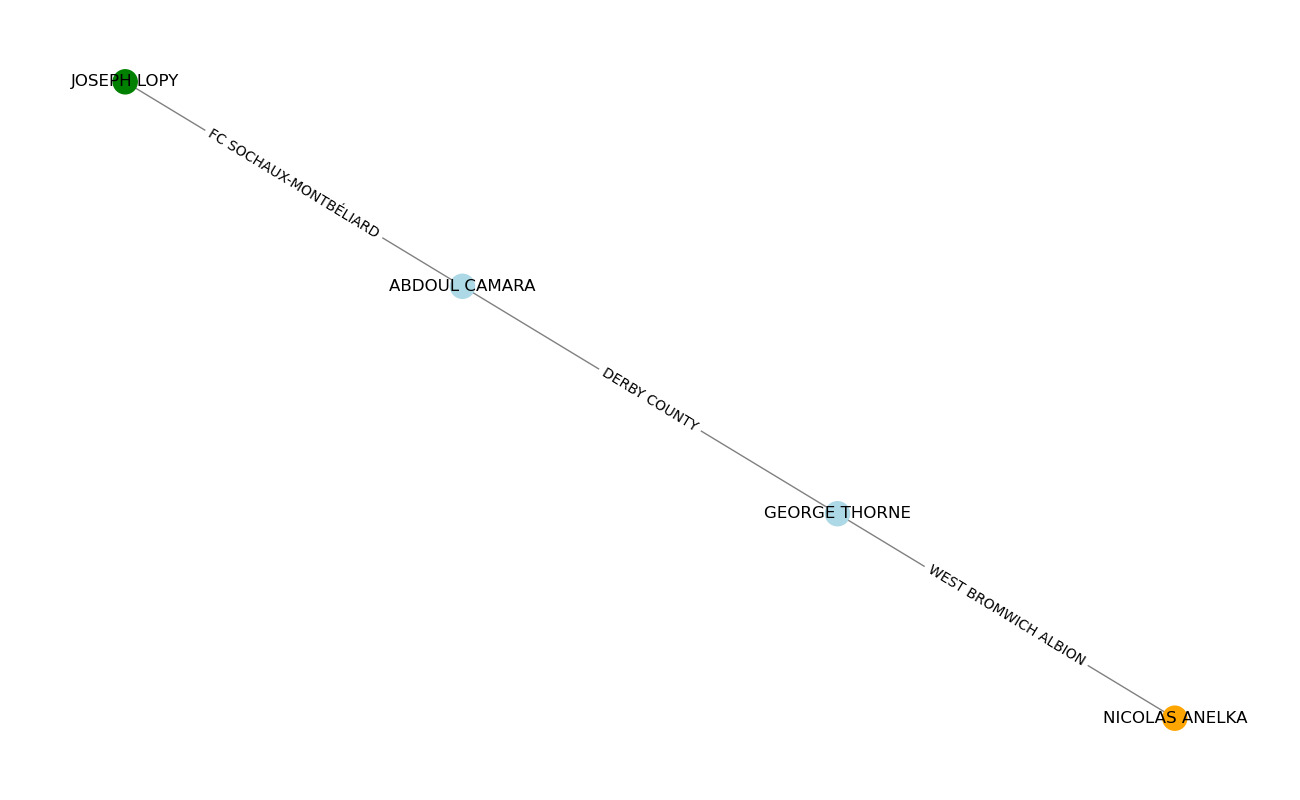 JOSEPH LOPY
FC SOCHAUX-MONTBÉLIARD
ABDOUL CAMARA
DERBY COUNTY
GEORGE THORNE
WEST BROMWICH ALBION
NICOLAS ANELKA